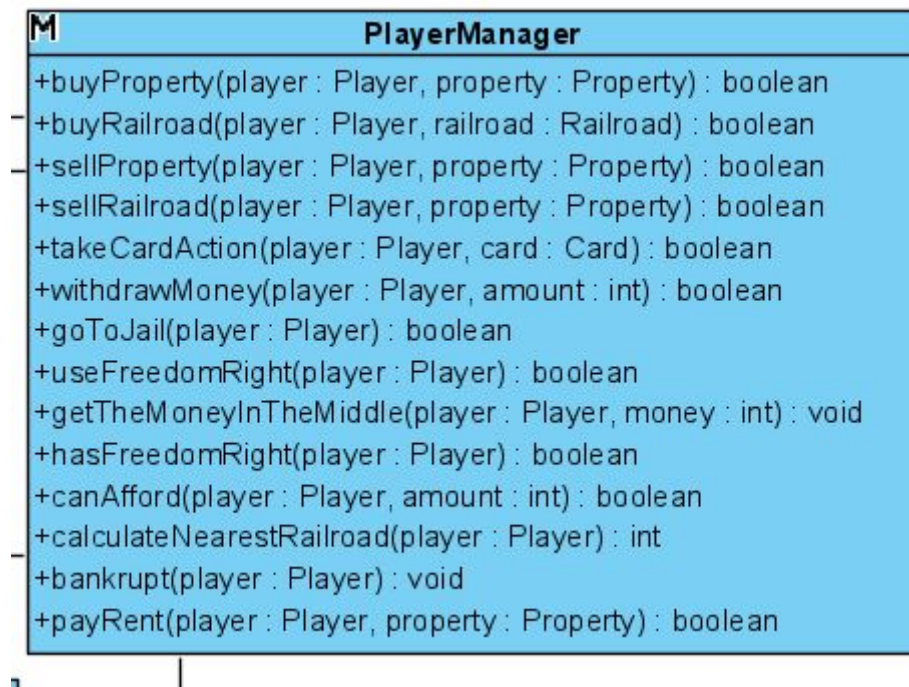 M
PlayerManager
+buyProperty(player : Player, property : Property) : boolean
+buyRailroad(player : Player, railroad : Railroad) : boolean
+sellProperty(player : Player, property : Property) : boolean
+sellRailroad(player : Player, property : Property) : boolean
+takeCardAction(player : Player, card : Card) : boolean
+withdrawMoney(player : Player, amount : int) : boolean
+goToJail(player : Player) : boolean
+useFreedomRight(player : Player) : boolean
+getTheMoneyInTheMiddle(player : Player, money : int) : void
+hasFreedomRight(player : Player) : boolean
+canAfford(player : Player, amount : int) : boolean
+calculateNearestRailroad(player : Player) : int
+bankrupt(player : Player) : void
+payRent(player : Player, property : Property) : boolean